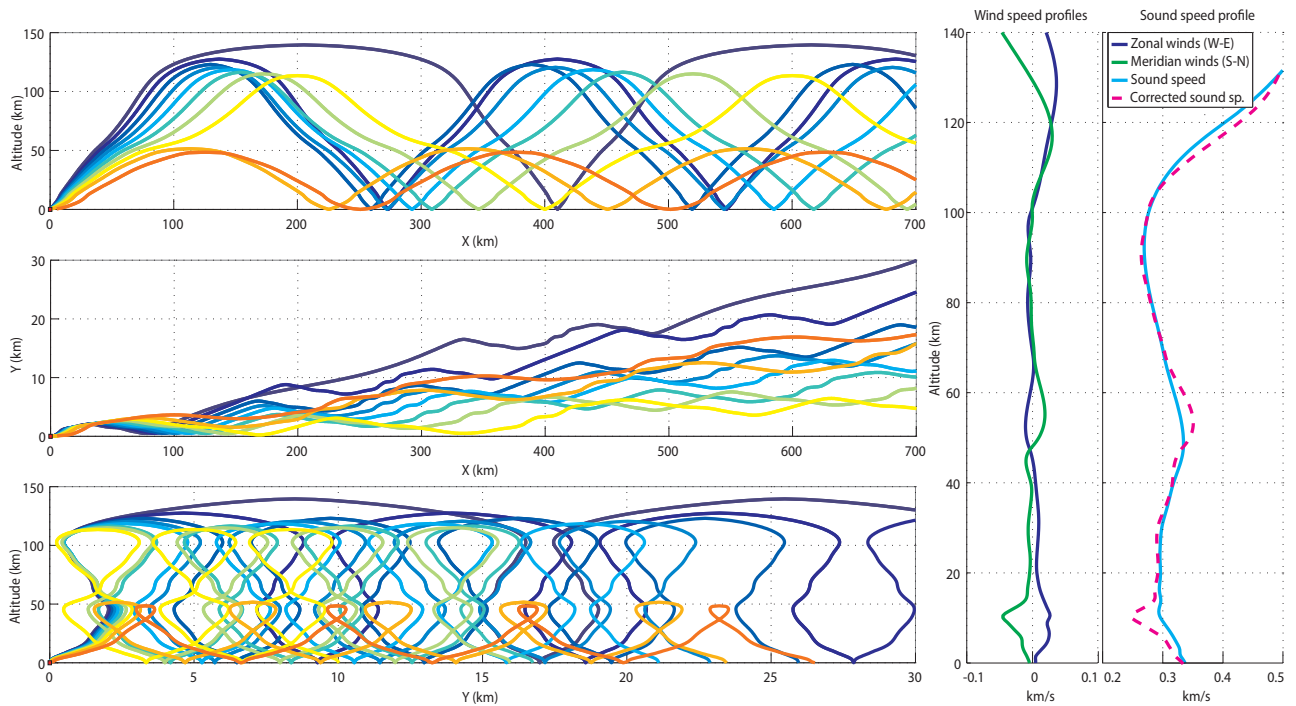 150
100
50
0
Altitude (km)
0 100 200 300 400 500 600 700
X (km)
30
20
10
0
Y (km)
0 100 200 300 400 500 600 700
X (km)
150
100
50
0
Altitude (km)
0 5 10 15 20 25 30
Y (km)
Wind speed profiles
Sound speed profile
140
120
100
80
60
40
20
0
Altitude (km)
-0.1 0 0.1
km/s
0.2 0.3 0.4 0.5
km/s
Zonal winds (W-E)
Meridian winds (S-N)
Sound speed
Corrected sound sp.